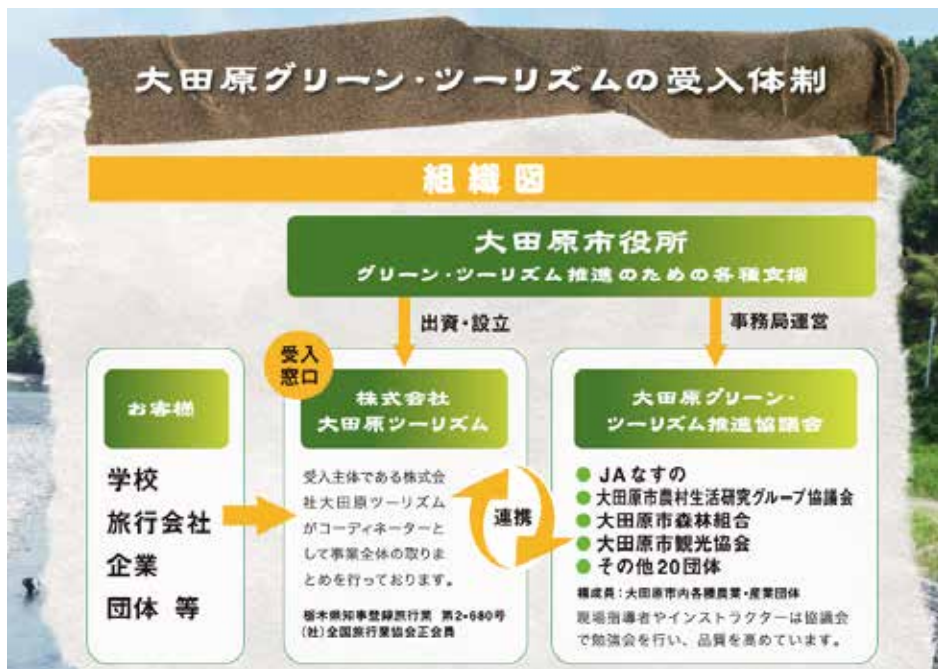 大田原グリーン・ツーリズムの受入体制
組織図
大田原市役所
グリーン・ツーリズム推進のための各種支援
出資・設立
事務局運営
お客様
学校
旅行会社
企業
団体 等
受入
窓口
株式会社
大田原ツーリズム
受入主体である株式会
社大田原ツーリズム
がコーディネーターと
して事業全体の取りま
とめを行っております。
栃木県知事登録旅行業 第2-680号
(社)全国旅行業協会正会員
連携
大田原グリーン・
ツーリズム推進協議会
● JAなすの
● 大田原市農村生活研究グループ協議会
● 大田原市森林組合
● 大田原市観光協会
● その他20団体
構成員：大田原市内各種農業・産業団体
現場指導者やインストラクターは協議会
で勉強会を行い、品質を高めています。